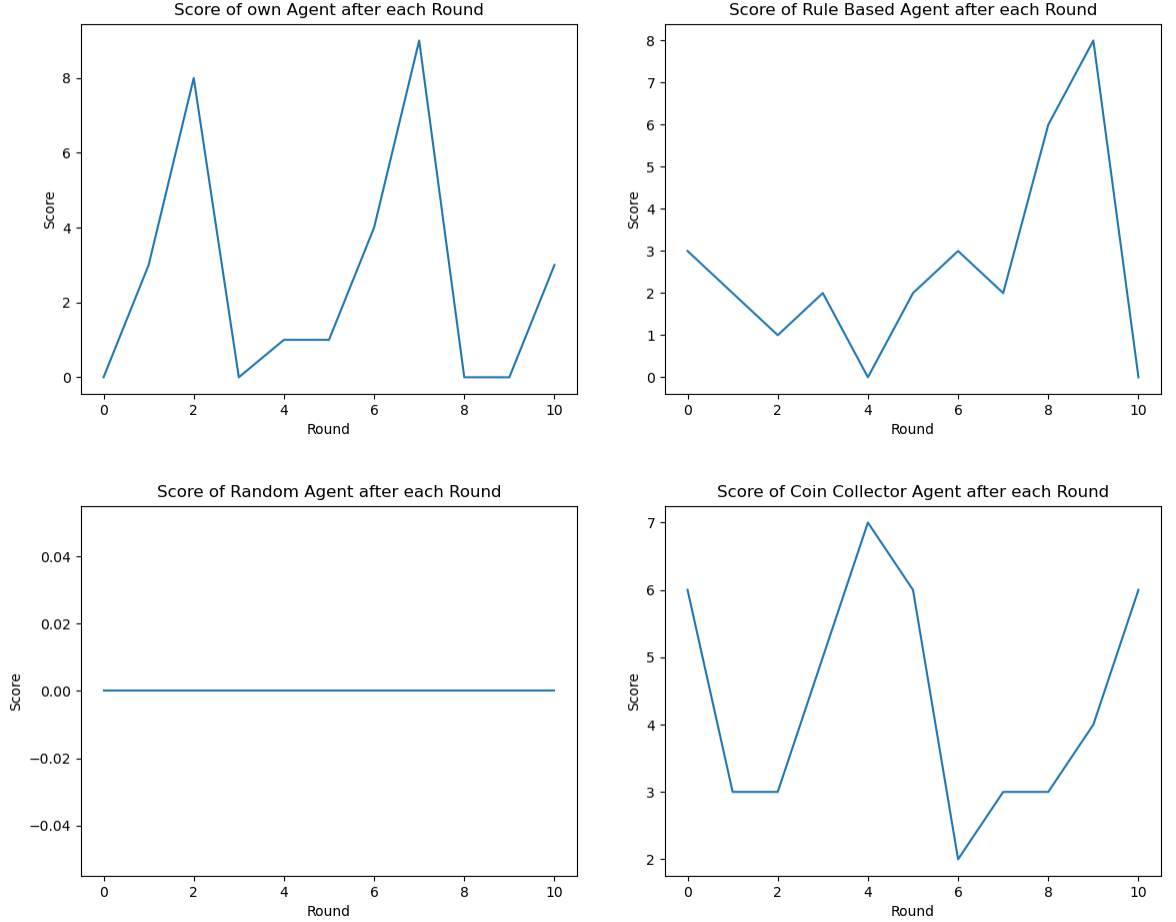 Score of own Agent after each Round
8
6
4
2
0
Score
0 2 4 6 8 10
Round
Score of Rule Based Agent after each Round
8
7
6
5
4
3
2
1
0
Score
0 2 4 6 8 10
Round
Score of Random Agent after each Round
0.04
0.02
0.00
−0.02
−0.04
Score
0 2 4 6 8 10
Round
Score of Coin Collector Agent after each Round
7
6
5
4
3
2
Score
0 2 4 6 8 10
Round